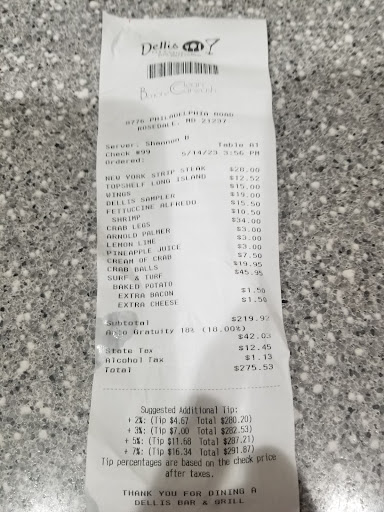 Dellis
8776 PHILADELPHIA ROAD
ROSEDALE, MD 21237
Server: Shannon B Table A1
Check #99 5/14/23 3:56 PM
Ordered:
NEW YORK STRIP STEAK $28.00
TOPSHELF LONG ISLAND $12.52
WINGS $15.00
DELLIS SAMPLER $19.00
FETTUCCINE ALFREDO $15.50
SHRIMP $10.50
CRAB LEGS $34.00
ARNOLD PALMER $3.00
LEMON LIME $3.00
PINEAPPLE JUICE $3.00
CREAM OF CRAB $7.50
CRAB BALLS $19.95
SURF & TURF $45.95
BAKED POTATO
EXTRA BACON $1.50
EXTRA CHEESE $1.50
Subtotal $219.92
Auto Gratuity 18% (18.00%)
$42.03
State Tax $12.45
Alcohol Tax $1.13
Total $275.53
Suggested Additional Tip:
+ 2%: (Tip $4.67 Total $280.20)
+ 3%: (Tip $7.00 Total $282.53)
+ 5%: (Tip $11.68 Total $287.21)
+ 7%: (Tip $16.34 Total $291.87)
Tip percentages are based on the check price
after taxes.
THANK YOU FOR DINING @
DELLIS BAR & GRILL